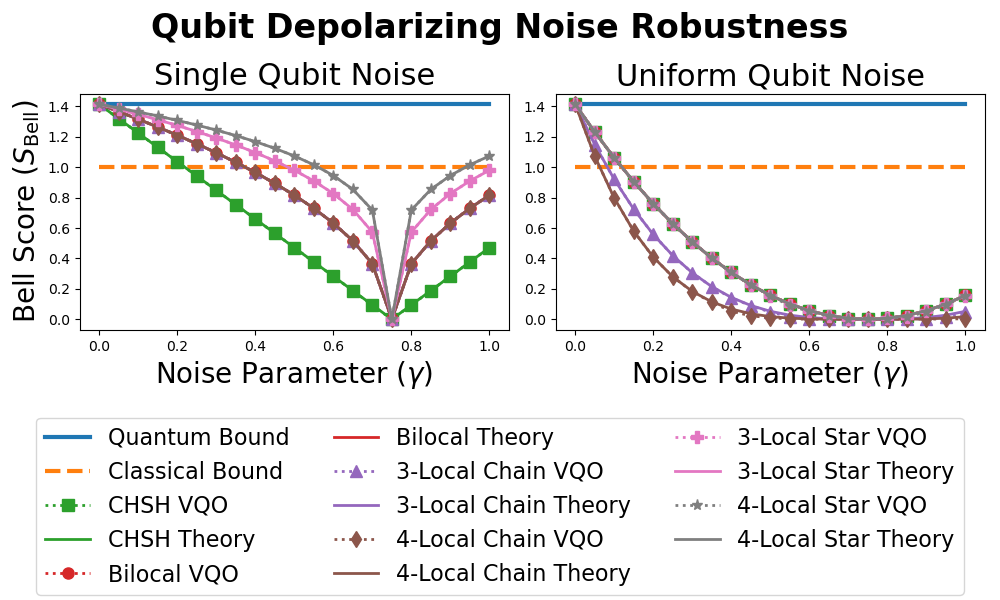 Qubit Depolarizing Noise Robustness
Single Qubit Noise
Bell Score ($S_{\text{Bell}}$)
1.4
1.2
1.0
0.8
0.6
0.4
0.2
0.0
0.0 0.2 0.4 0.6 0.8 1.0
Noise Parameter (γ)
Uniform Qubit Noise
1.4
1.2
1.0
0.8
0.6
0.4
0.2
0.0
0.0 0.2 0.4 0.6 0.8 1.0
Noise Parameter (γ)
Quantum Bound
Classical Bound
CHSH VQO
CHSH Theory
Bilocal VQO
Bilocal Theory
3-Local Chain VQO
3-Local Chain Theory
4-Local Chain VQO
4-Local Chain Theory
3-Local Star VQO
3-Local Star Theory
4-Local Star VQO
4-Local Star Theory